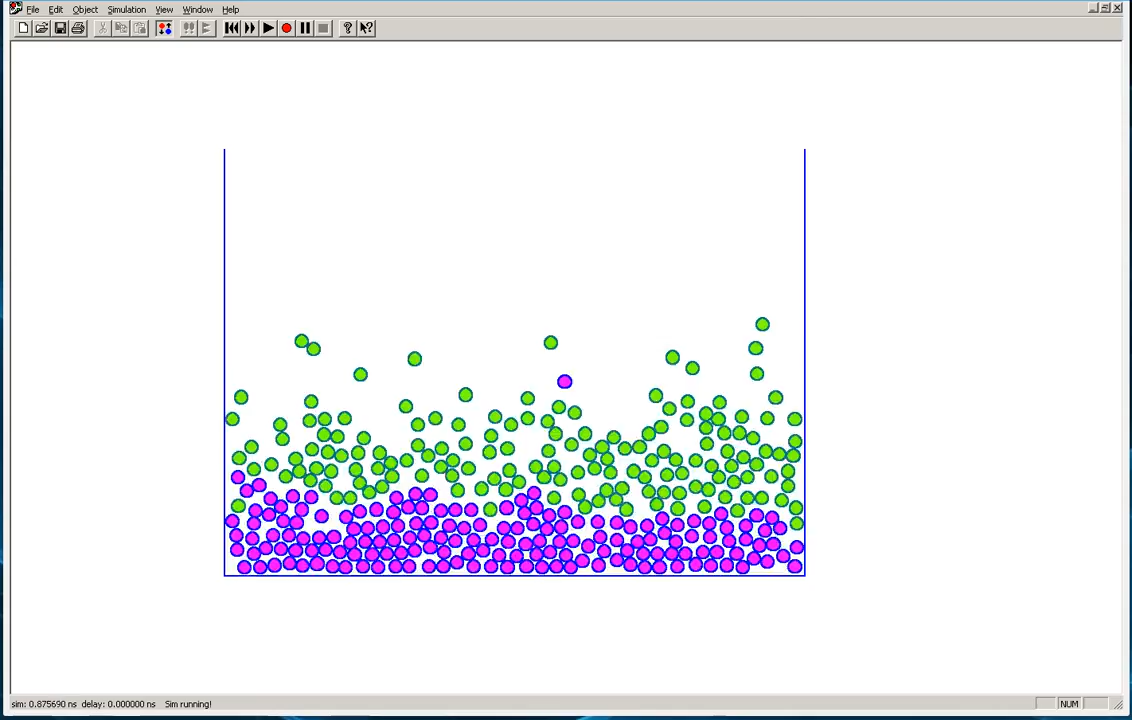 File Edit Object Simulation View Window Help
sim: 0.875690 ns delay: 0.000000 ns Sim running! NUM